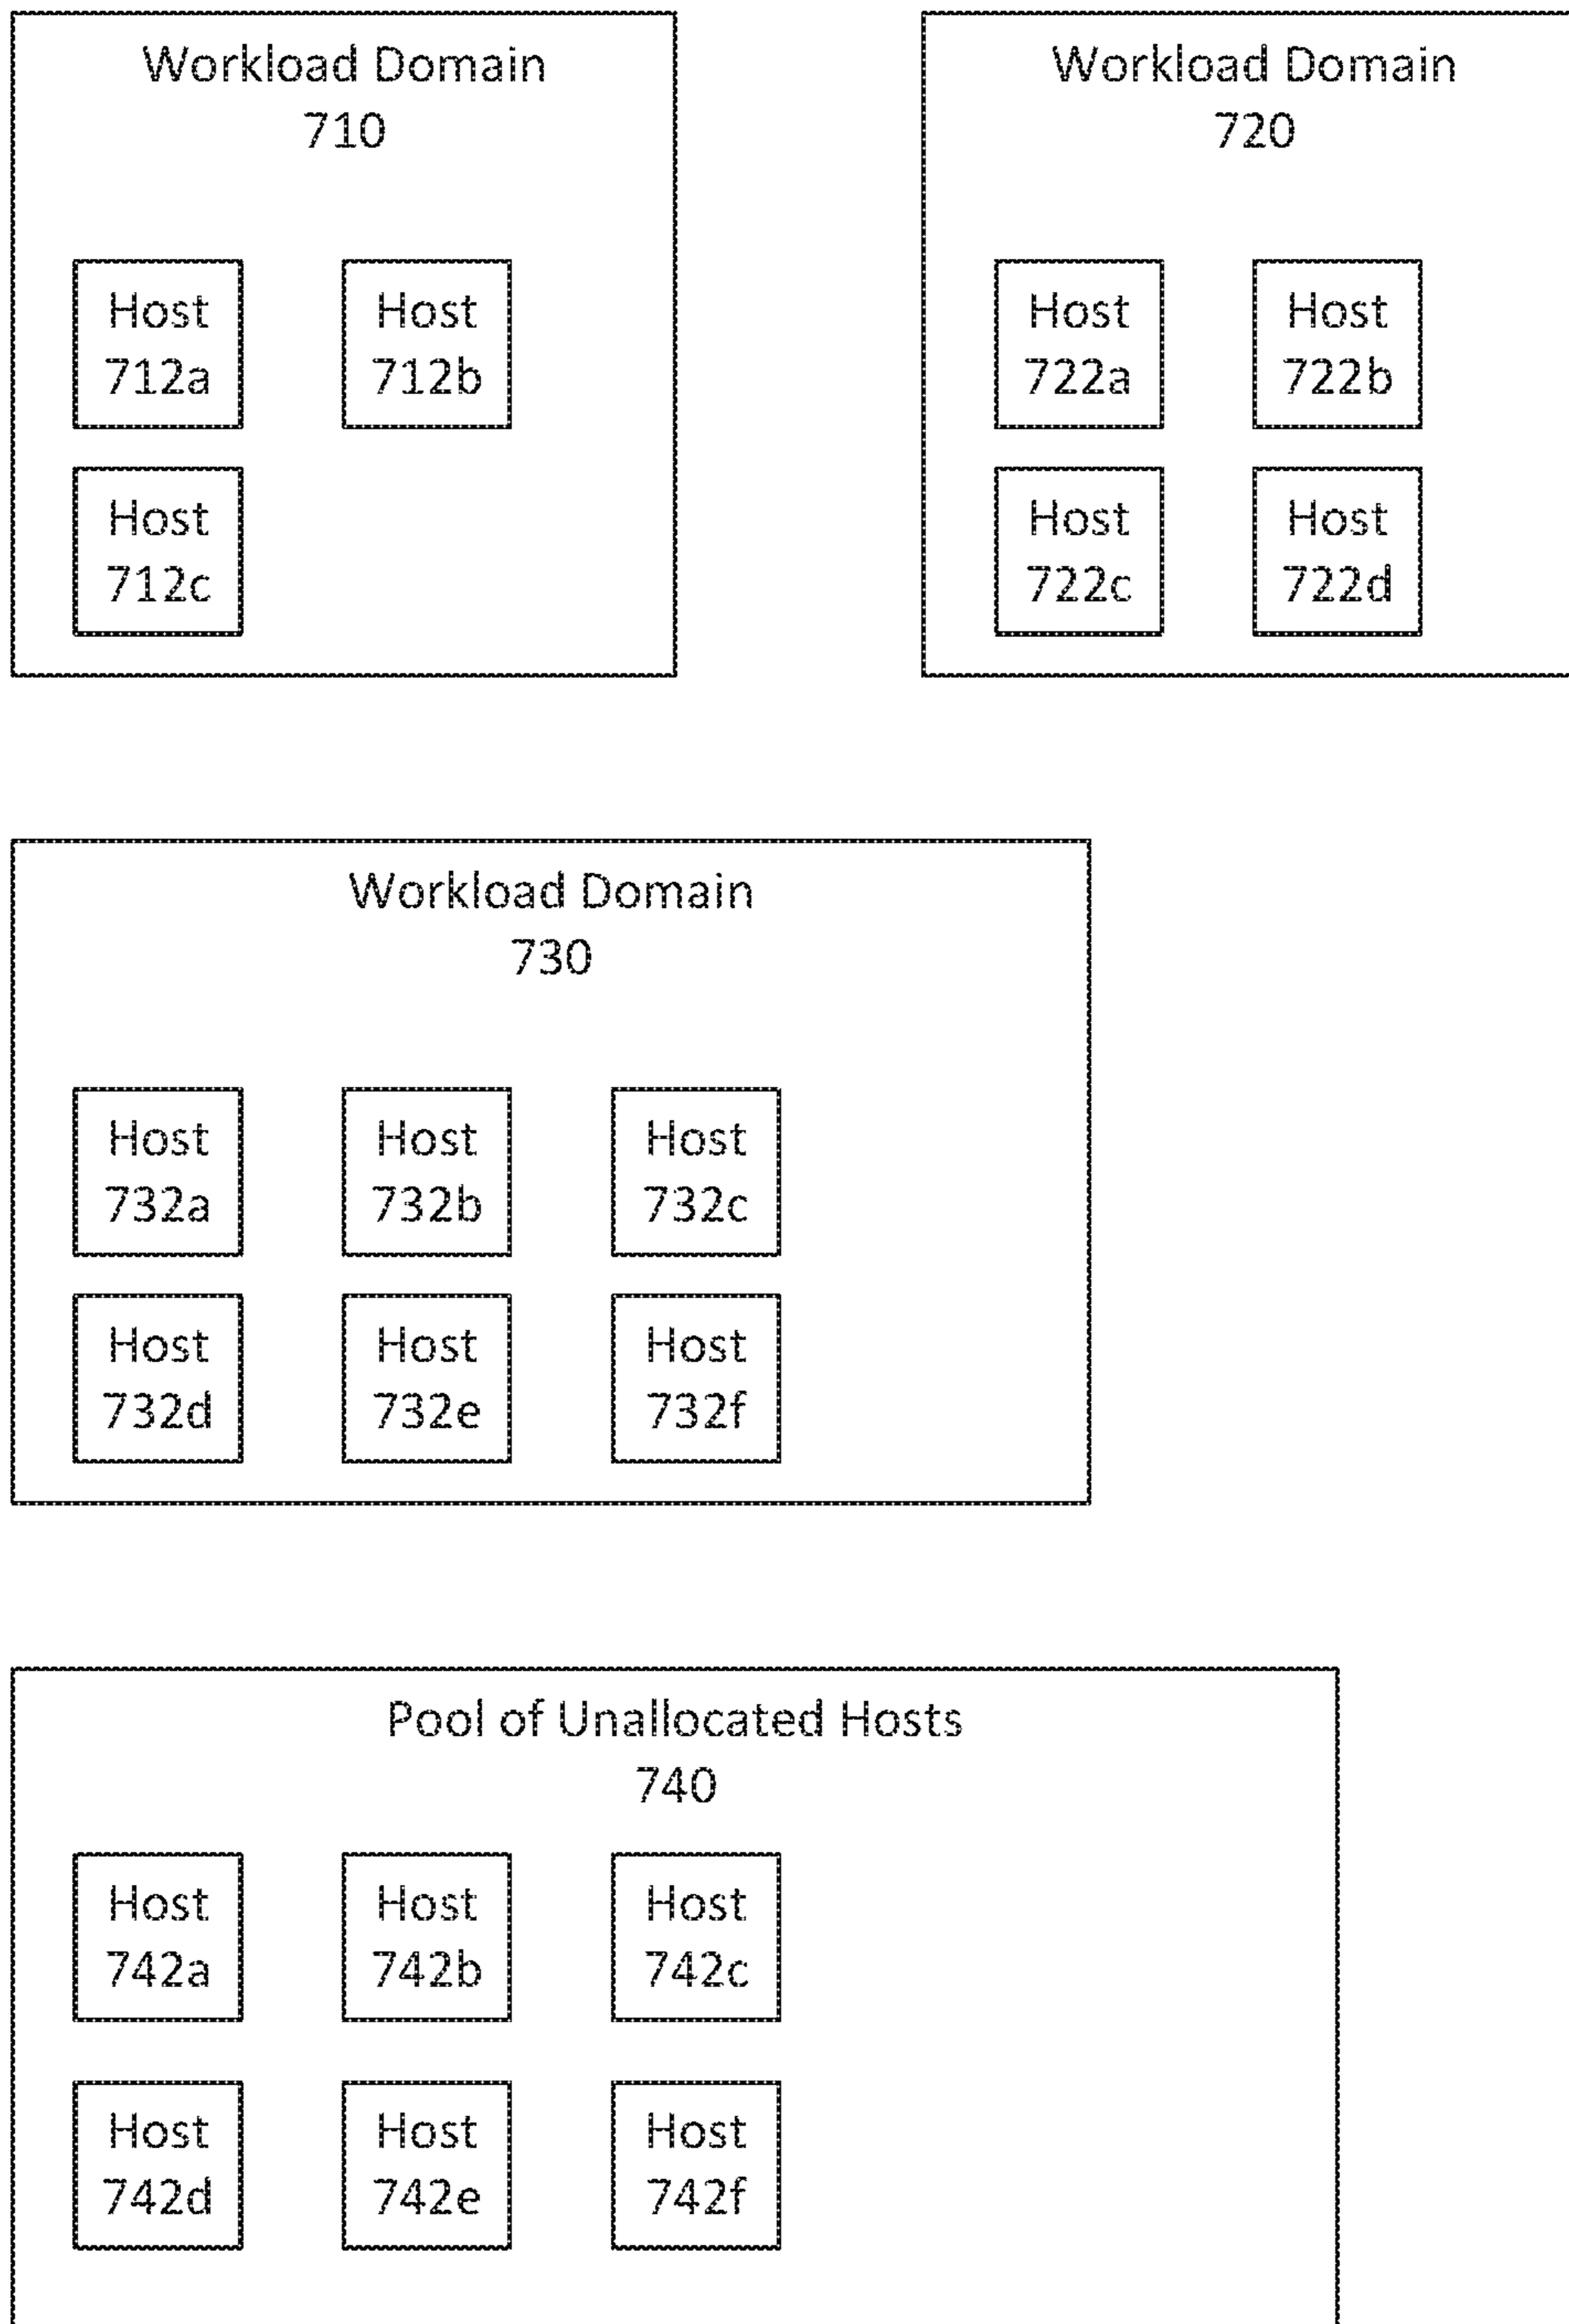 Workload Domain
710
Host
712a
Host
712b
Host
712c
Workload Domain
720
Host
722a
Host
722b
Host
722c
Host
722d
Workload Domain
730
Host
732a
Host
732b
Host
732c
Host
732d
Host
732e
Host
732f
Pool of Unallocated Hosts
740
Host
742a
Host
742b
Host
742c
Host
742d
Host
742e
Host
742f